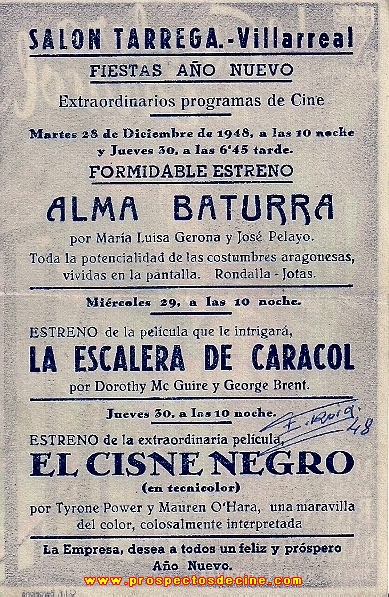 SALON TARREGA.-Villarreal
FIESTAS AÑO NUEVO
Extraordinarios programas de Cine
Martes 28 de Diciembre de 1948, a las 10 noche
y Jueves 30, a las 6'45 tarde.
FORMIDABLE ESTRENO
ALMA BATURRA
por María Luisa Gerona y José Pelayo.
Toda la potencialidad de las costumbres aragonesas,
vividas en la pantalla. Rondalla - Jotas.
Miércoles 29, a las 10 noche.
ESTRENO de la película que le intrigará,
LA ESCALERA DE CARACOL
por Dorothy Mc Guire y George Brent.
Jueves 30, a las 10 noche.
48
ESTRENO de la extraordinaria película,
EL CISNE NEGRO
(en tecnicolor)
por Tyrone Power y Mauren O'Hara, una maravilla
del color, colosalmente interpretada
La Empresa, desea a todos un feliz y próspero
Año Nuevo.
www.prospectosdecine.com